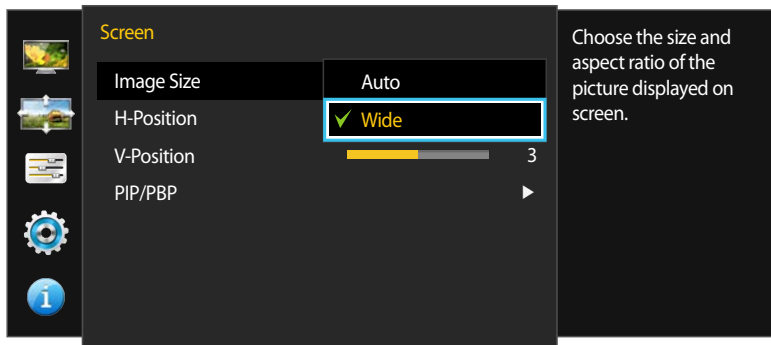 Screen
Image Size
Auto
H-Position
Wide
V-Position
3
PIP/PBP
Choose the size and
aspect ratio of the
picture displayed on
screen.
i